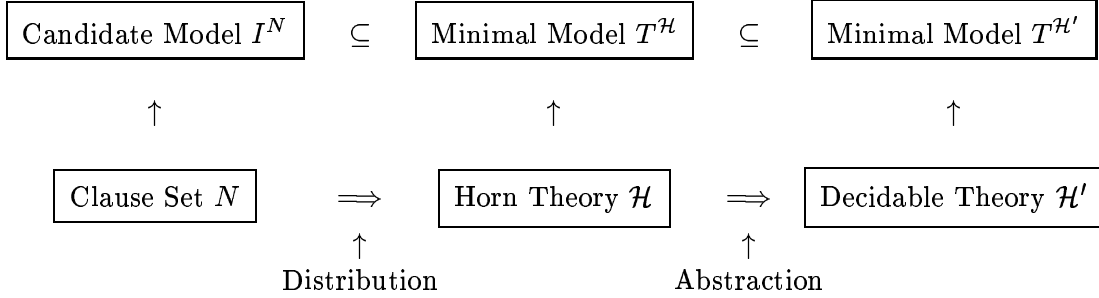 Candidate Model I^N ⊆ Minimal Model T^ℋ ⊆ Minimal Model T^ℋ′
↑ ↑ ↑
Clause Set N ⟹ Horn Theory ℋ ⟹ Decidable Theory ℋ′
↑ ↑
Distribution Abstraction